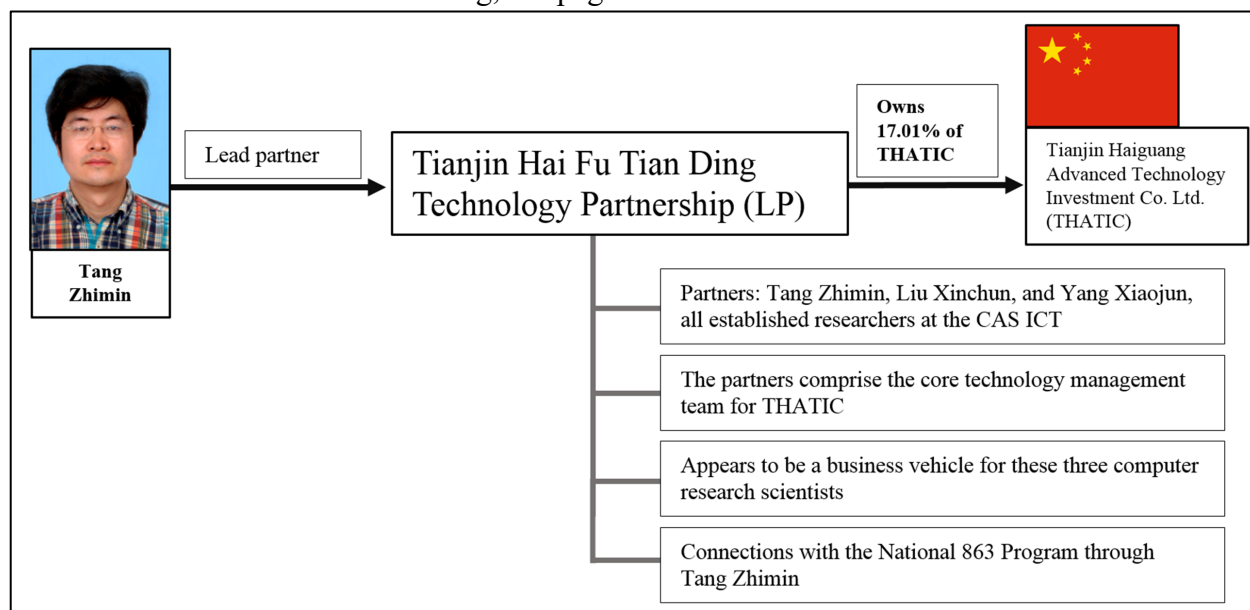 Tang
Zhimin
Lead partner
Tianjin Hai Fu Tian Ding
Technology Partnership (LP)
Owns
17.01% of
THATIC
Tianjin Haiguang
Advanced Technology
Investment Co. Ltd.
(THATIC)
Partners: Tang Zhimin, Liu Xinchun, and Yang Xiaojun,
all established researchers at the CAS ICT
The partners comprise the core technology management
team for THATIC
Appears to be a business vehicle for these three computer
research scientists
Connections with the National 863 Program through
Tang Zhimin